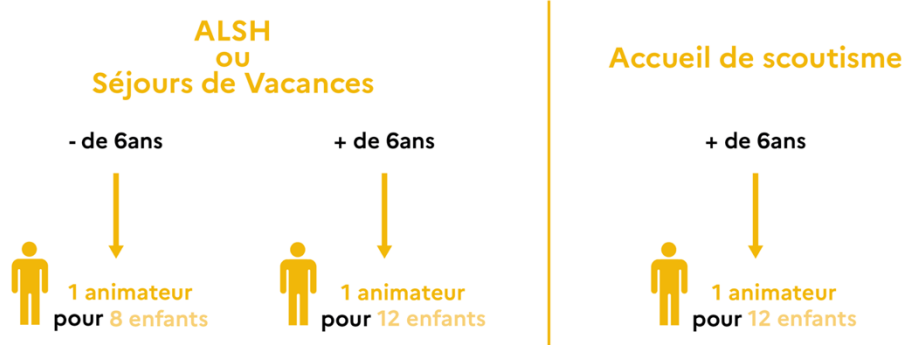 ALSH
ou
Séjours de Vacances
- de 6ans
+ de 6ans
1 animateur
pour 8 enfants
1 animateur
pour 12 enfants
Accueil de scoutisme
+ de 6ans
1 animateur
pour 12 enfants